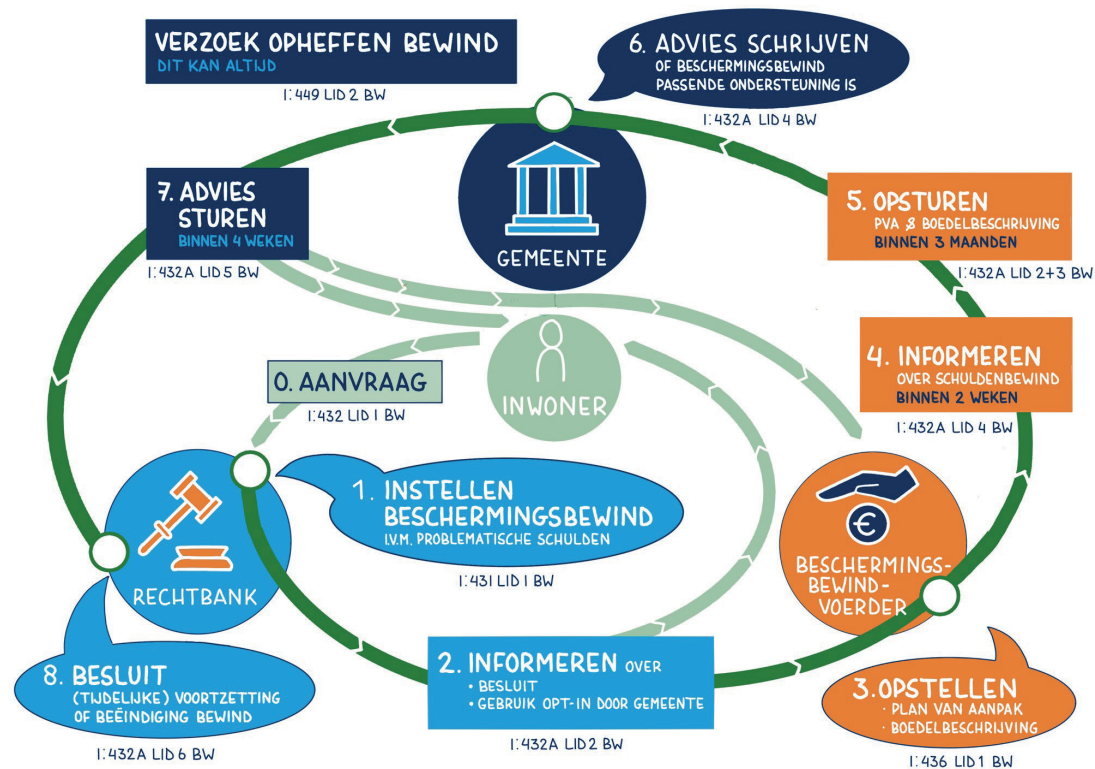 VERZOEK OPHEFFEN BEWIND
DIT KAN ALTIJD
1:449 LID 2 BW
6. ADVIES SCHRIJVEN
OF BESCHERMINGSBEWIND
PASSENDE ONDERSTEUNING IS
1:432A LID 4 BW
7. ADVIES
STUREN
BINNEN 4 WEKEN
1:432A LID 5 BW
GEMEENTE
5. OPSTUREN
PVA & BOEDELBESCHRIJVING
BINNEN 3 MAANDEN
1:432A LID 2+3 BW
0. AANVRAAG
1:432 LID 1 BW
INWONER
4. INFORMEREN
OVER SCHULDENBEWIND
BINNEN 2 WEKEN
1:432A LID 4 BW
1. INSTELLEN
BESCHERMINGSBEWIND
I.V.M. PROBLEMATISCHE SCHULDEN
1:431 LID 1 BW
RECHTBANK
€
BESCHERMINGS-
BEWIND-
VOERDER
8. BESLUIT
(TIJDELIJKE) VOORTZETTING
OF BEËINDIGING BEWIND
1:432A LID 6 BW
2. INFORMEREN OVER
• BESLUIT
• GEBRUIK OPT-IN DOOR GEMEENTE
1:432A LID 2 BW
3. OPSTELLEN
• PLAN VAN AANPAK
• BOEDELBESCHRIJVING
1:436 LID 1 BW